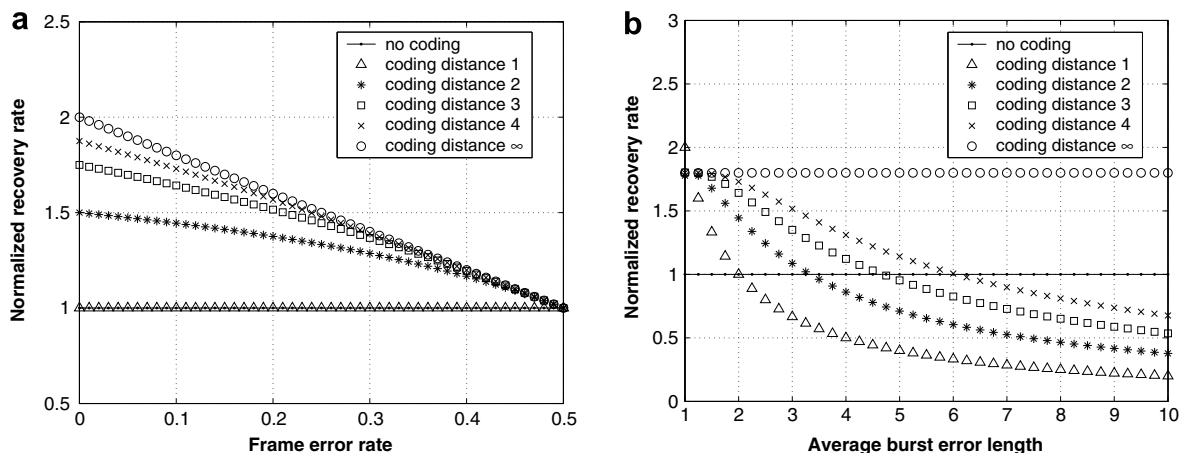 a
2.5
2
1.5
1
0.5
Normalized recovery rate
0
0.1
0.2
0.3
0.4
0.5
Frame error rate
no coding
coding distance 1
coding distance 2
coding distance 3
coding distance 4
coding distance ∞
b
3
2.5
2
1.5
1
0.5
0
Normalized recovery rate
1
2
3
4
5
6
7
8
9
10
Average burst error length
no coding
coding distance 1
coding distance 2
coding distance 3
coding distance 4
coding distance ∞